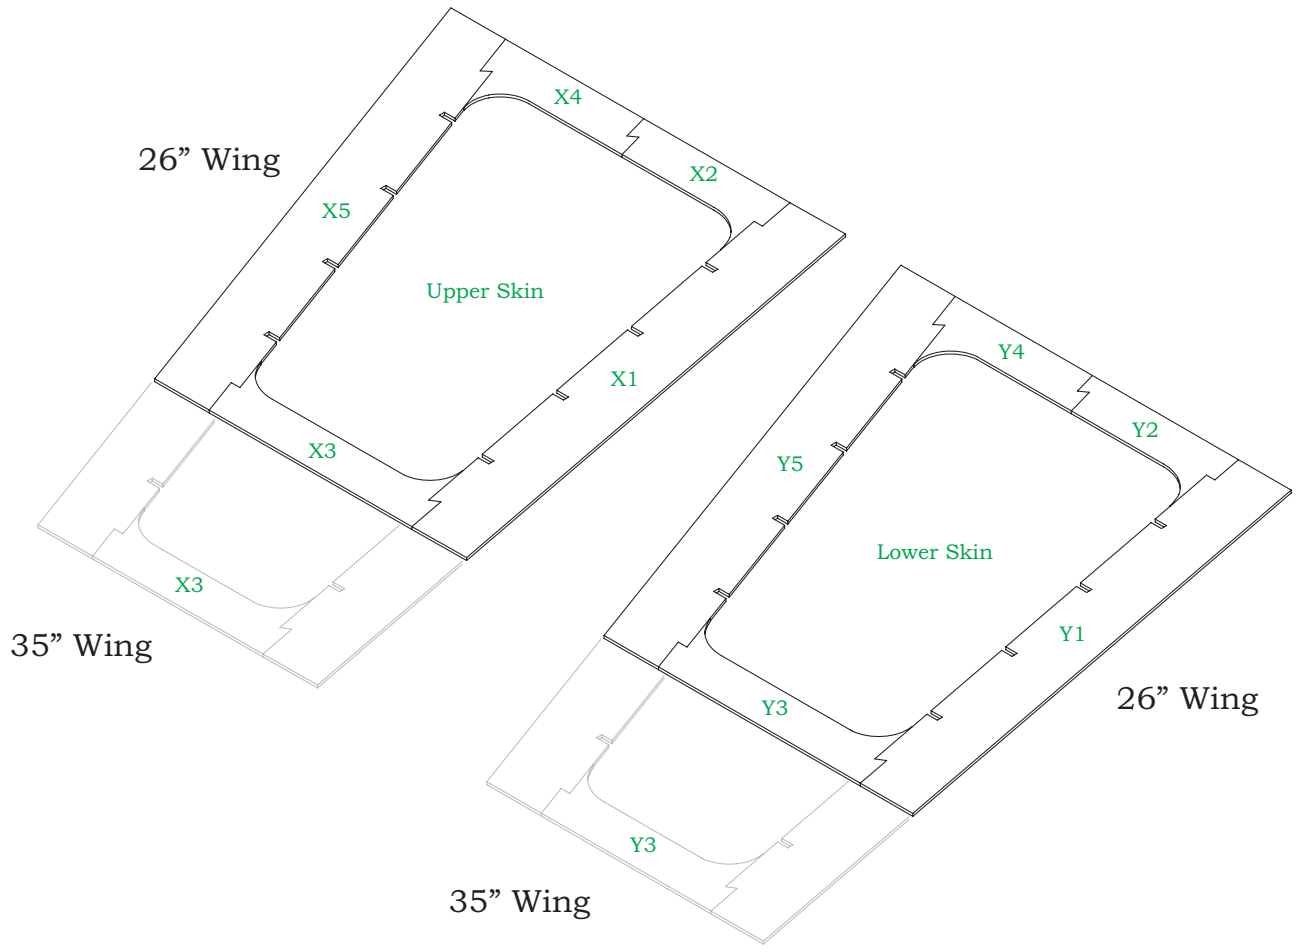 X4
26” Wing
X2
X5
Upper Skin
X1
X3
X3
35” Wing
Y4
Y2
Y5
Lower Skin
Y1
26” Wing
Y3
Y3
35” Wing